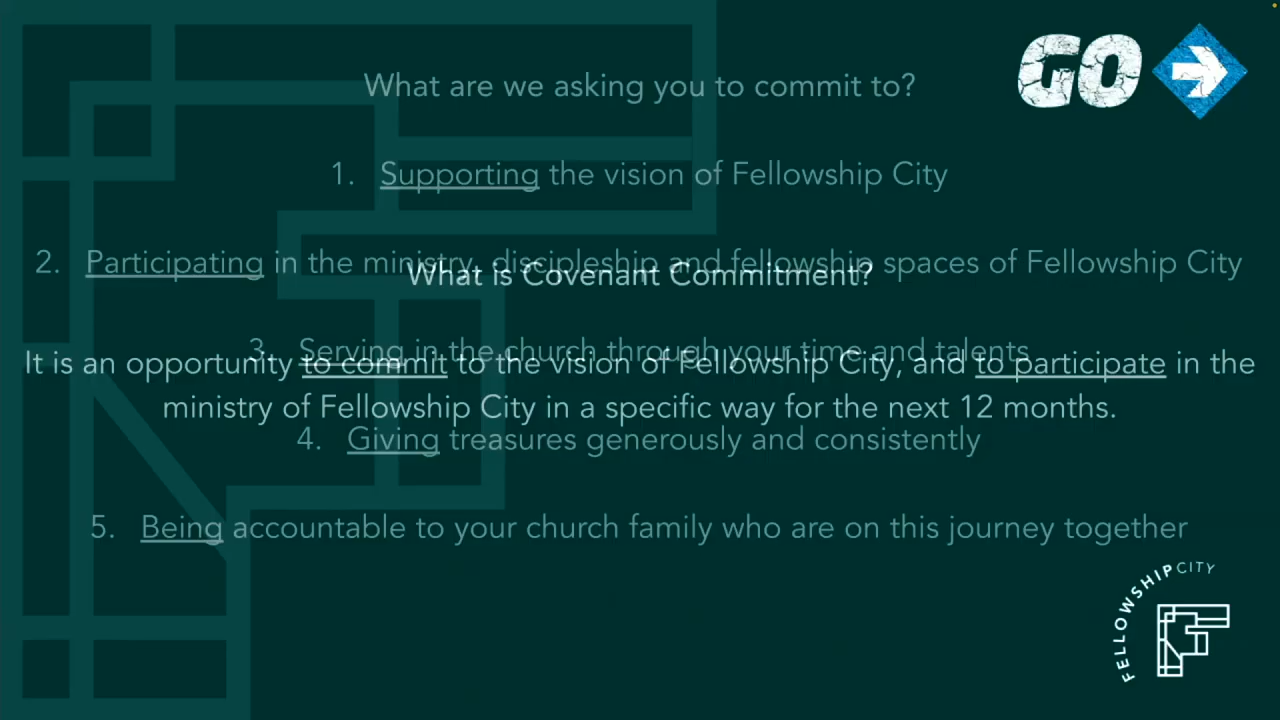 GO
What are we asking you to commit to?
1. Supporting the vision of Fellowship City
2. Participating in the ministry, discipleship and fellowship spaces of Fellowship City
What is Covenant Commitment?
3. Serving in the church through your time and talents
It is an opportunity to commit to the vision of Fellowship City, and to participate in the
ministry of Fellowship City in a specific way for the next 12 months.
4. Giving treasures generously and consistently
5. Being accountable to your church family who are on this journey together
FELLOWSHIPCITY